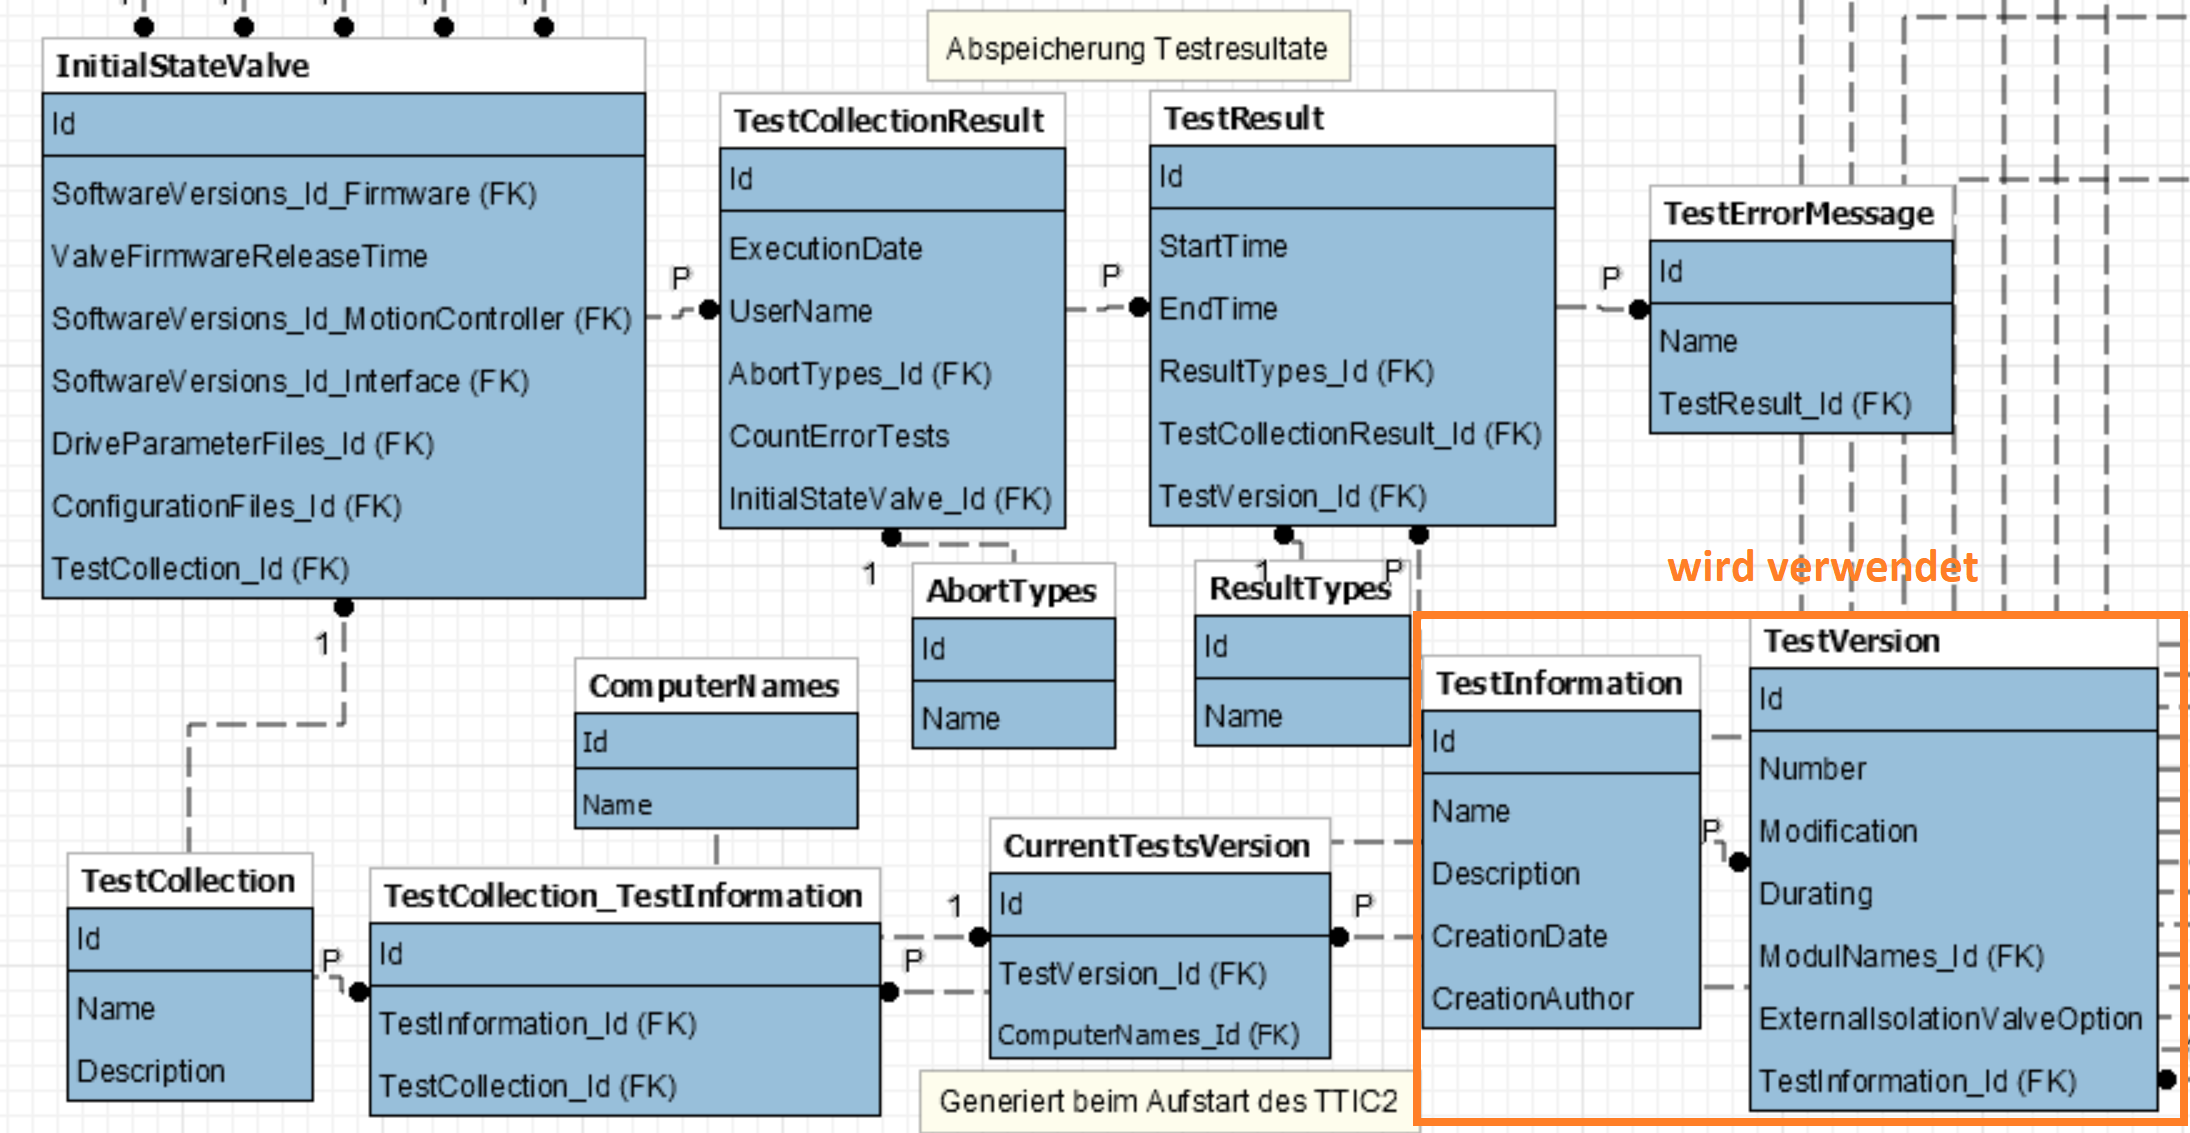 Abspeicherung Testresultate
InitialStateValve
Id
SoftwareVersions_Id_Firmware (FK)
ValveFirmwareReleaseTime
SoftwareVersions_Id_MotionController (FK)
SoftwareVersions_Id_Interface (FK)
DriveParameterFiles_Id (FK)
ConfigurationFiles_Id (FK)
TestCollection_Id (FK)
1
P
TestCollectionResult
Id
ExecutionDate
UserName
AbortTypes_Id (FK)
CountErrorTests
InitialStateValve_Id (FK)
1
P
TestResult
Id
StartTime
EndTime
ResultTypes_Id (FK)
TestCollectionResult_Id (FK)
TestVersion_Id (FK)
1
P
P
TestErrorMessage
Id
Name
TestResult_Id (FK)
wird verwendet
AbortTypes
Id
Name
ResultTypes
Id
Name
ComputerNames
Id
Name
TestInformation
Id
Name
Description
CreationDate
CreationAuthor
P
TestVersion
Id
Number
Modification
Durating
ModulNames_Id (FK)
ExternalIsolationValveOption
TestInformation_Id (FK)
TestCollection
Id
Name
Description
P
TestCollection_TestInformation
Id
TestInformation_Id (FK)
TestCollection_Id (FK)
1
P
CurrentTestsVersion
Id
TestVersion_Id (FK)
ComputerNames_Id (FK)
P
Generiert beim Aufstart des TTIC2